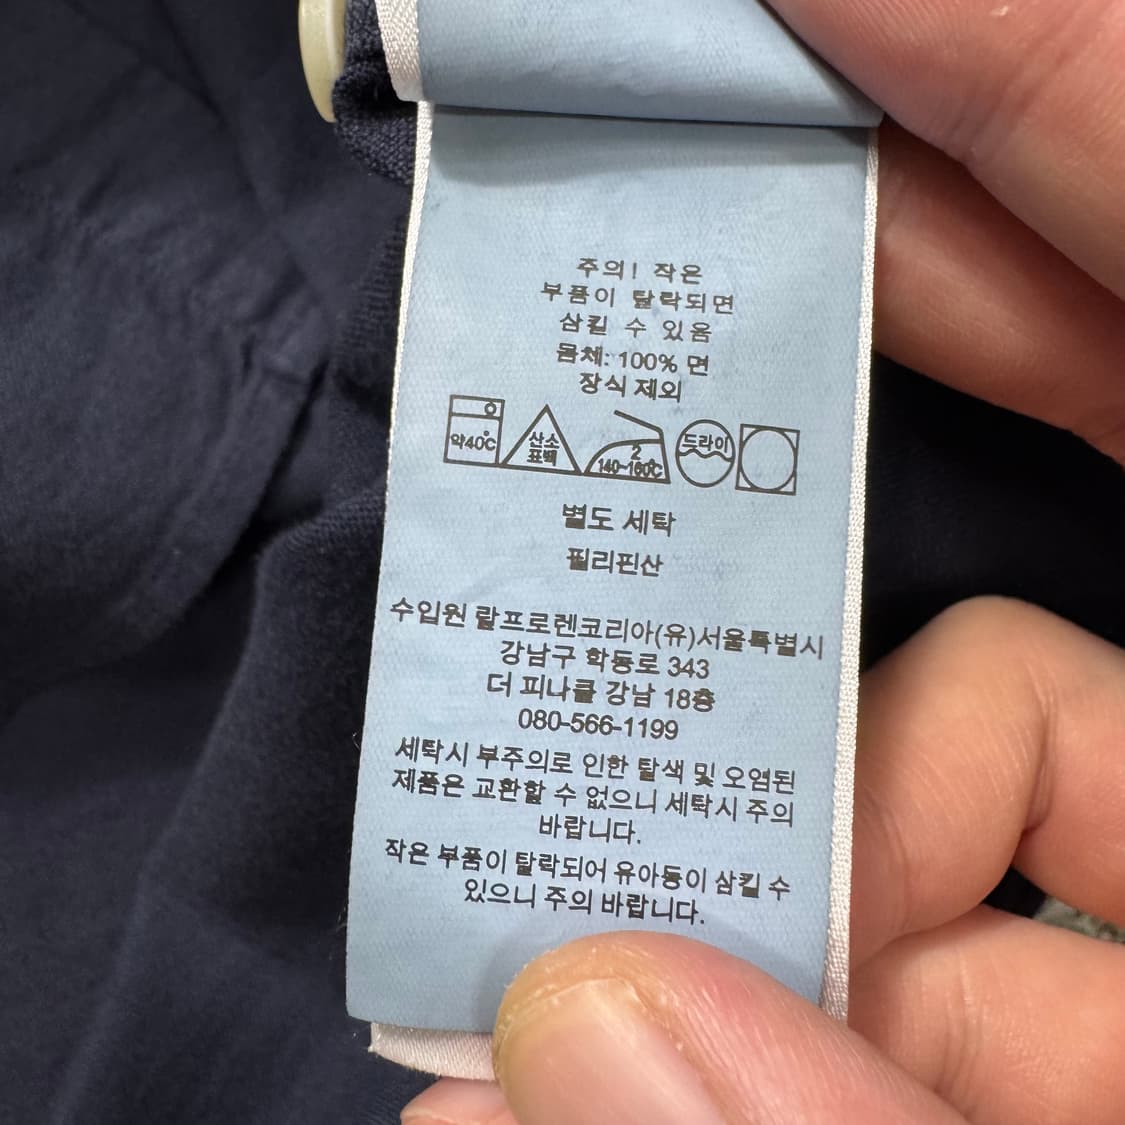 주의! 작은
부품이 탈락되면
삼킬 수 있음
몸체: 100% 면
장식 제외
약40°C
산소
표백
2
140~160°C
드라이
별도 세탁
필리핀산
수입원 랄프로렌코리아(유)서울특별시
강남구 학동로 343
더 피나클 강남 18층
080-566-1199
세탁시 부주의로 인한 탈색 및 오염된
제품은 교환할 수 없으니 세탁시 주의
바랍니다.
작은 부품이 탈락되어 유아동이 삼킬 수
있으니 주의 바랍니다.